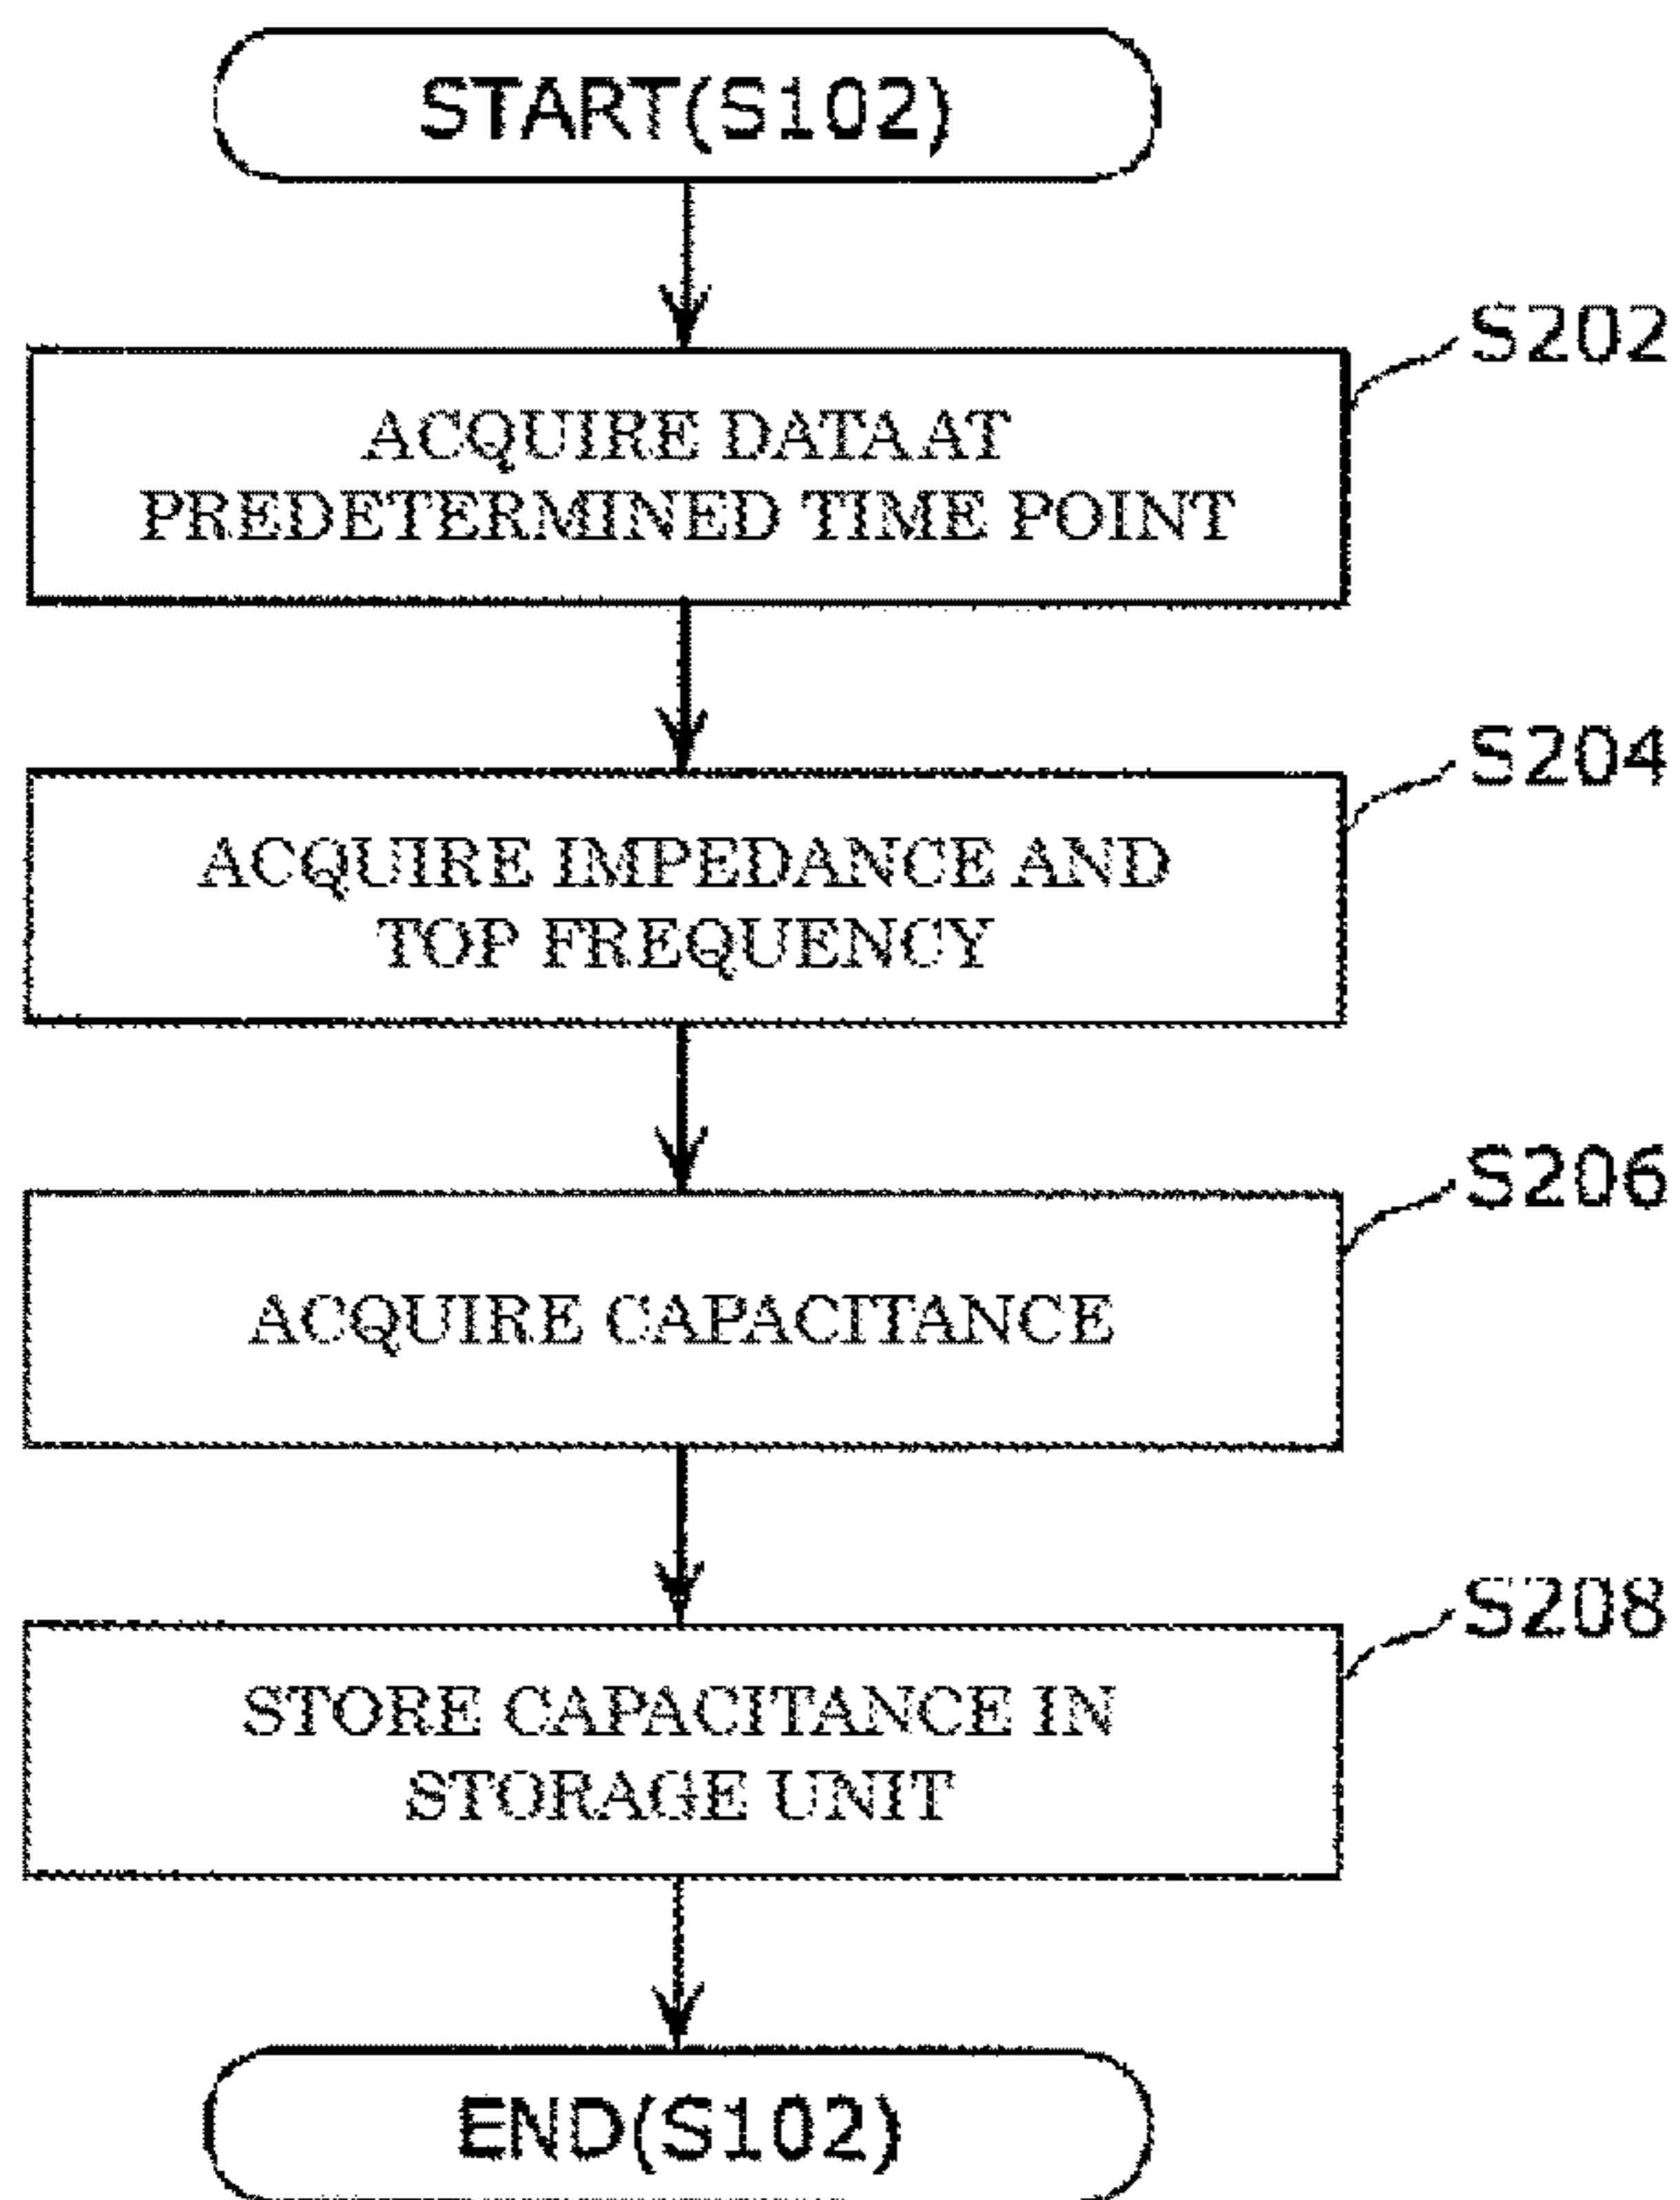 START(S102)
S202
ACQUIRE DATA AT
PREDETERMINED TIME POINT
S204
ACQUIRE IMPEDANCE AND
TOP FREQUENCY
S206
ACQUIRE CAPACITANCE
S208
STORE CAPACITANCE IN
STORAGE UNIT
END(S102)